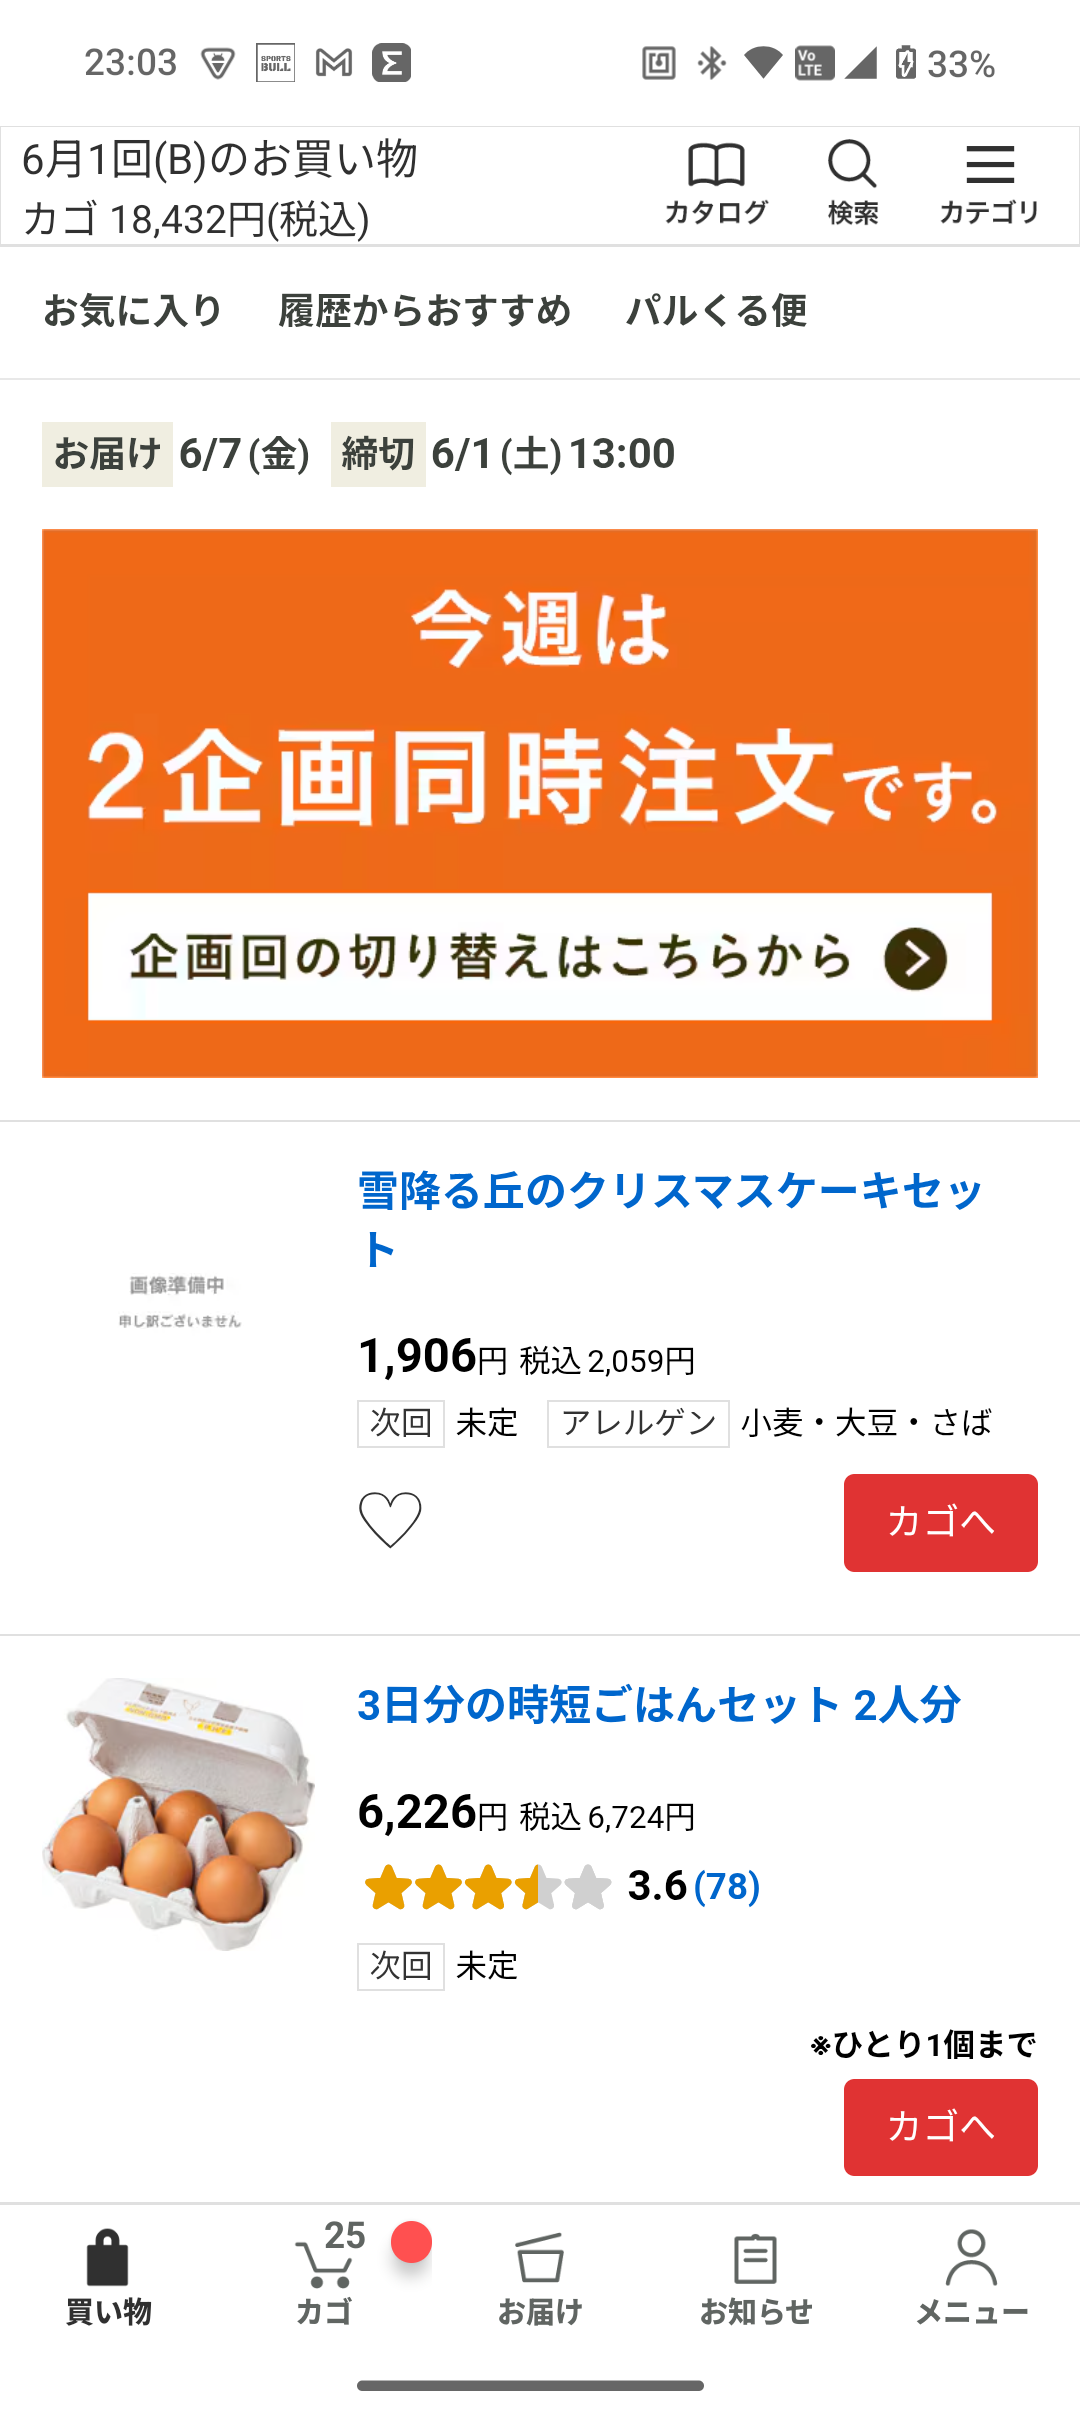 23:03
SPORTS
BULL
Vo
LTE
33%
6月1回(B)のお買い物
カゴ 18,432円(税込)
カタログ
検索
カテゴリ
お気に入り 履歴からおすすめ パルくる便
お届け 6/7(金) 締切 6/1(土)13:00
今週は
2企画同時注文です。
企画回の切り替えはこちらから
画像準備中
申し訳ございません
雪降る丘のクリスマスケーキセッ
ト
1,906円 税込 2,059円
次回 未定 アレルゲン 小麦・大豆・さば
カゴへ
3日分の時短ごはんセット 2人分
6,226円 税込 6,724円
3.6 (78)
次回 未定
※ひとり1個まで
カゴへ
25
買い物 カゴ お届け お知らせ メニュー